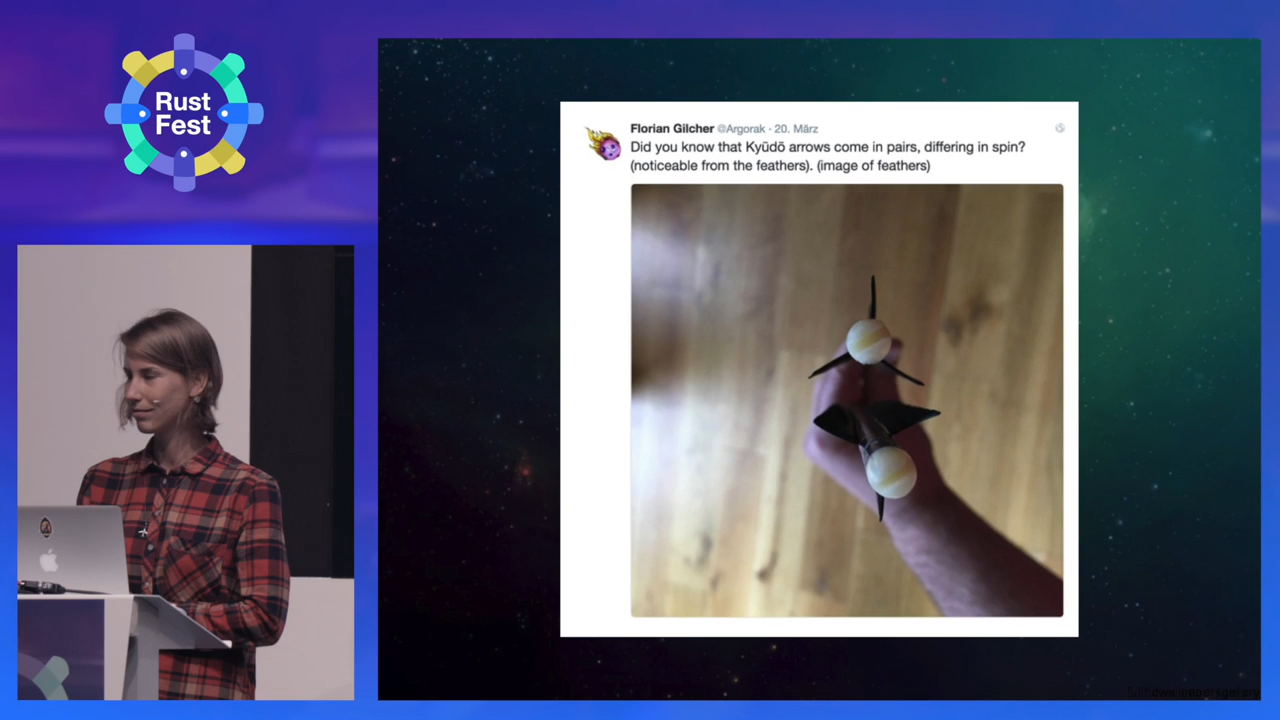 Rust
Fest
Florian Gilcher @Argorak · 20. März
Did you know that Kyūdō arrows come in pairs, differing in spin?
(noticeable from the feathers). (image of feathers)